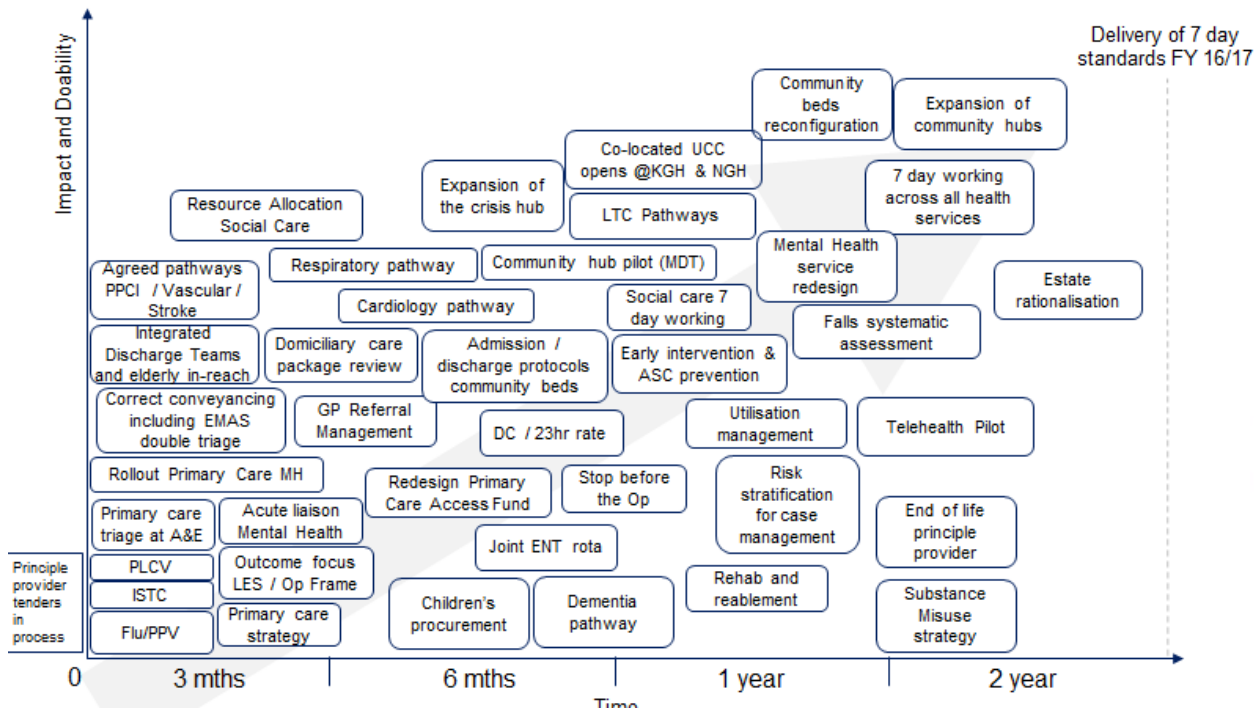 Impact and Doability
Delivery of 7 day
standards FY 16/17
Community
beds
reconfiguration
Expansion of
community hubs
Co-located UCC
opens @KGH & NGH
Expansion of
the crisis hub
7 day working
across all health
services
Resource Allocation
Social Care
LTC Pathways
Respiratory pathway
Community hub pilot (MDT)
Mental Health
service
redesign
Agreed pathways
PPCI / Vascular /
Stroke
Estate
rationalisation
Cardiology pathway
Social care 7
day working
Falls systematic
assessment
Integrated
Discharge Teams
and elderly in-reach
Domiciliary care
package review
Admission /
discharge protocols
community beds
Early intervention &
ASC prevention
Correct conveyancing
including EMAS
double triage
GP Referral
Management
DC / 23hr rate
Utilisation
management
Telehealth Pilot
Rollout Primary Care MH
Redesign Primary
Care Access Fund
Stop before
the Op
Risk
stratification
for case
management
Primary care
triage at A&E
Acute liaison
Mental Health
End of life
principle
provider
Joint ENT rota
Principle
provider
tenders
in
process
PLCV
Outcome focus
LES / Op Frame
ISTC
Rehab and
reablement
Children's
procurement
Dementia
pathway
Substance
Misuse
strategy
Flu/PPV
Primary care
strategy
0
3 mths
6 mths
1 year
2 year
Time